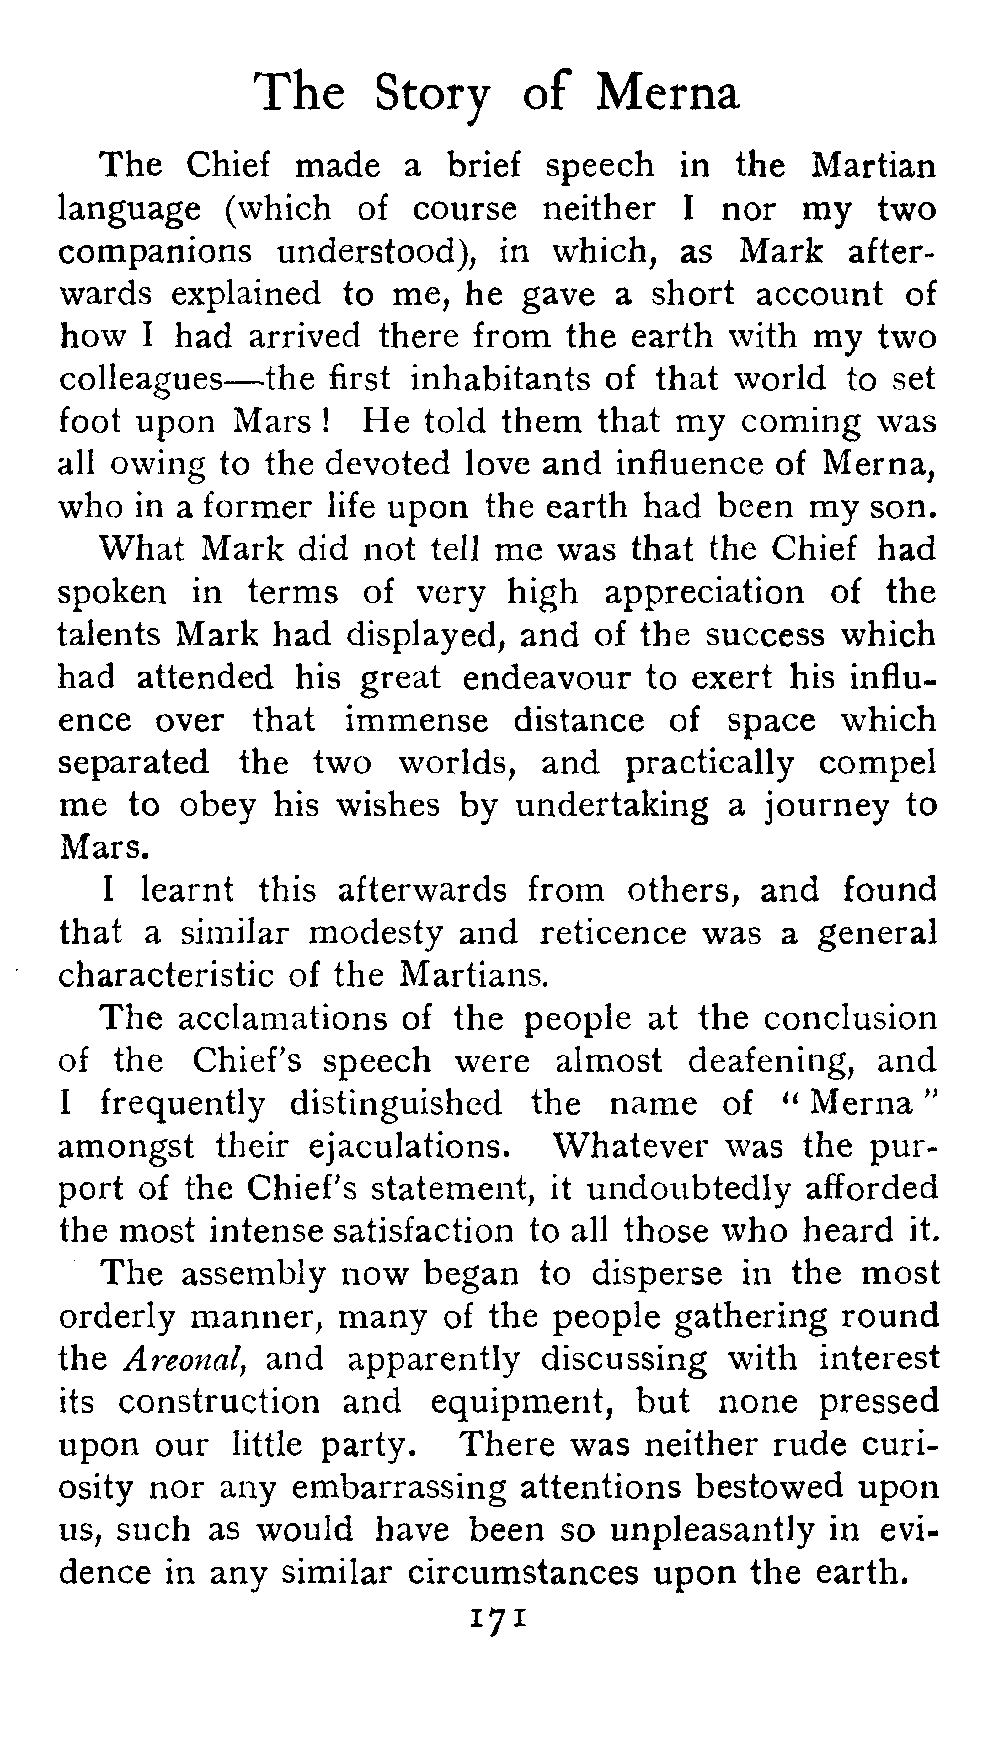 The Story of Merna
The Chief made a brief speech in the Martian
language (which of course neither I nor my two
companions understood), in which, as Mark after-
wards explained to me, he gave a short account of
how I had arrived there from the earth with my two
colleagues—the first inhabitants of that world to set
foot upon Mars! He told them that my coming was
all owing to the devoted love and influence of Merna,
who in a former life upon the earth had been my son.
What Mark did not tell me was that the Chief had
spoken in terms of very high appreciation of the
talents Mark had displayed, and of the success which
had attended his great endeavour to exert his influ-
ence over that immense distance of space which
separated the two worlds, and practically compel
me to obey his wishes by undertaking a journey to
Mars.
I learnt this afterwards from others, and found
that a similar modesty and reticence was a general
characteristic of the Martians.
The acclamations of the people at the conclusion
of the Chief's speech were almost deafening, and
I frequently distinguished the name of "Merna"
amongst their ejaculations. Whatever was the pur-
port of the Chief's statement, it undoubtedly afforded
the most intense satisfaction to all those who heard it.
The assembly now began to disperse in the most
orderly manner, many of the people gathering round
the Areonal, and apparently discussing with interest
its construction and equipment, but none pressed
upon our little party. There was neither rude curi-
osity nor any embarrassing attentions bestowed upon
us, such as would have been so unpleasantly in evi-
dence in any similar circumstances upon the earth.
171